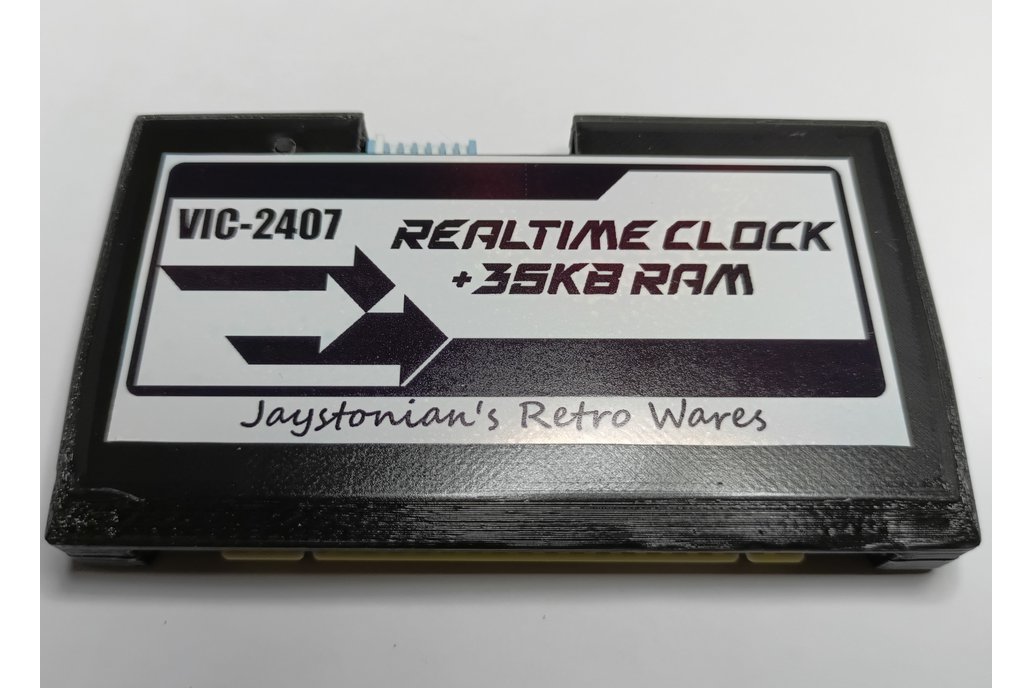 VIC-2407
REALTIME CLOCK
+35KB RAM
Jaystonian's Retro Wares